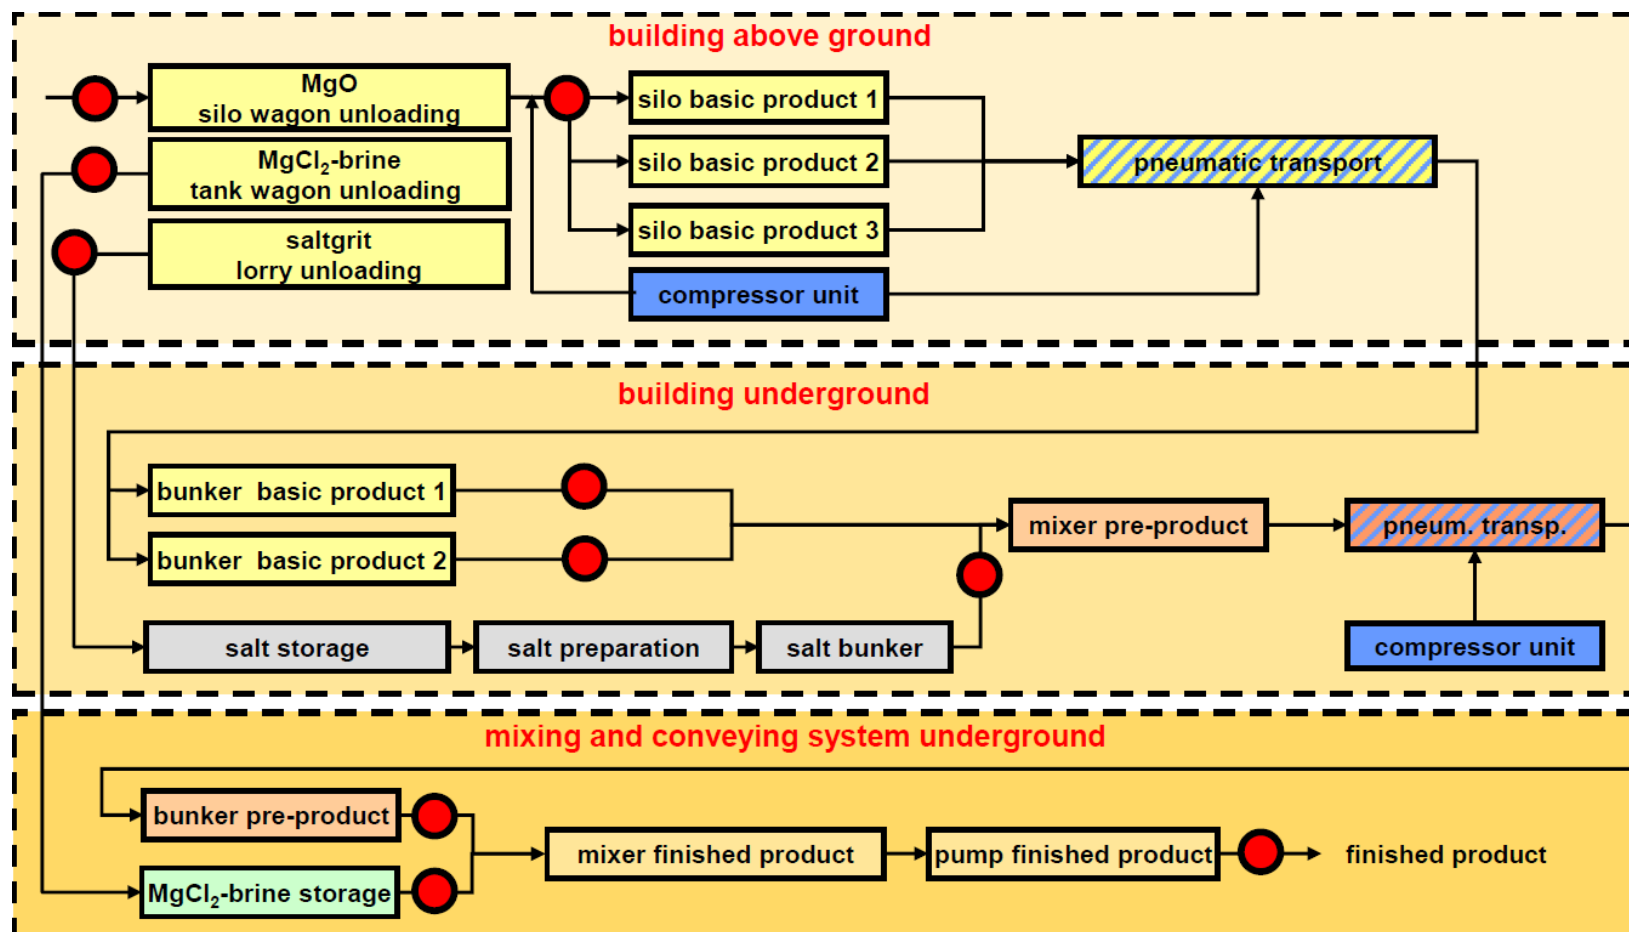 building above ground
MgO
silo wagon unloading
MgCl₂-brine
tank wagon unloading
saltgrit
lorry unloading
silo basic product 1
silo basic product 2
silo basic product 3
compressor unit
pneumatic transport
building underground
bunker basic product 1
bunker basic product 2
mixer pre-product
pneum. transp.
salt storage
salt preparation
salt bunker
compressor unit
mixing and conveying system underground
bunker pre-product
MgCl₂-brine storage
mixer finished product
pump finished product
finished product